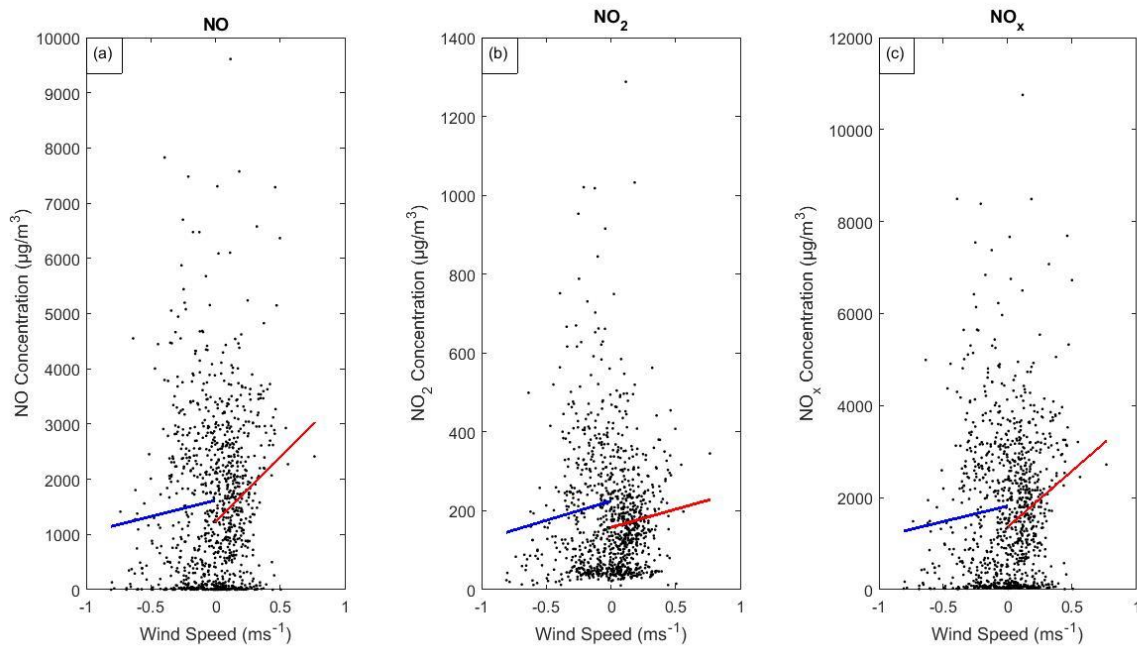 NO
(a)
10000
9000
8000
7000
6000
5000
4000
3000
2000
1000
0
NO Concentration (µg/m³)
-1 -0.5 0 0.5 1
Wind Speed (ms⁻¹)
NO₂
(b)
1400
1200
1000
800
600
400
200
0
NO₂ Concentration (µg/m³)
-1 -0.5 0 0.5 1
Wind Speed (ms⁻¹)
NOₓ
(c)
12000
10000
8000
6000
4000
2000
0
NOₓ Concentration (µg/m³)
-1 -0.5 0 0.5 1
Wind Speed (ms⁻¹)